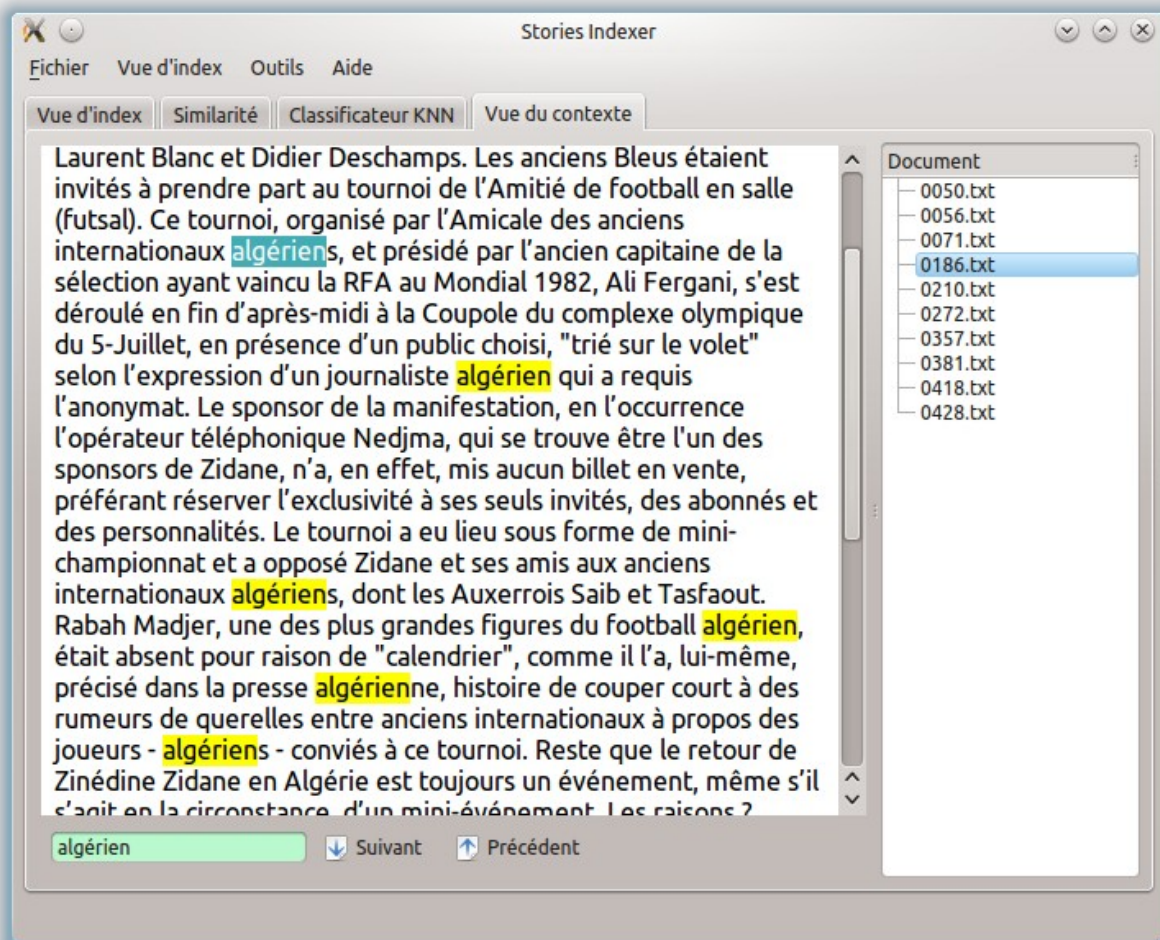 Stories Indexer
Fichier Vue d'index Outils Aide
Vue d'index Similarité Classificateur KNN Vue du contexte
Laurent Blanc et Didier Deschamps. Les anciens Bleus étaient
invités à prendre part au tournoi de l’Amitié de football en salle
(futsal). Ce tournoi, organisé par l’Amicale des anciens
internationaux algériens, et présidé par l’ancien capitaine de la
sélection ayant vaincu la RFA au Mondial 1982, Ali Fergani, s'est
déroulé en fin d’après-midi à la Coupole du complexe olympique
du 5-Juillet, en présence d’un public choisi, "trié sur le volet"
selon l’expression d’un journaliste algérien qui a requis
l’anonymat. Le sponsor de la manifestation, en l’occurrence
l’opérateur téléphonique Nedjma, qui se trouve être l'un des
sponsors de Zidane, n’a, en effet, mis aucun billet en vente,
préférant réserver l’exclusivité à ses seuls invités, des abonnés et
des personnalités. Le tournoi a eu lieu sous forme de mini-
championnat et a opposé Zidane et ses amis aux anciens
internationaux algériens, dont les Auxerrois Saib et Tasfaout.
Rabah Madjer, une des plus grandes figures du football algérien,
était absent pour raison de "calendrier", comme il l’a, lui-même,
précisé dans la presse algérienne, histoire de couper court à des
rumeurs de querelles entre anciens internationaux à propos des
joueurs - algériens - conviés à ce tournoi. Reste que le retour de
Zinédine Zidane en Algérie est toujours un événement, même s’il
s’agit en la circonstance, d’un mini-événement. Les raisons ?
algérien Suivant Précédent
Document
0050.txt
0056.txt
0071.txt
0186.txt
0210.txt
0272.txt
0357.txt
0381.txt
0418.txt
0428.txt